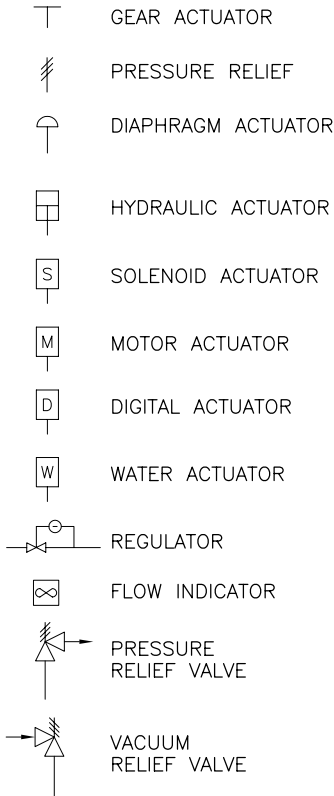 GEAR ACTUATOR
PRESSURE RELIEF
DIAPHRAGM ACTUATOR
HYDRAULIC ACTUATOR
S SOLENOID ACTUATOR
M MOTOR ACTUATOR
D DIGITAL ACTUATOR
W WATER ACTUATOR
REGULATOR
FLOW INDICATOR
PRESSURE
RELIEF VALVE
VACUUM
RELIEF VALVE